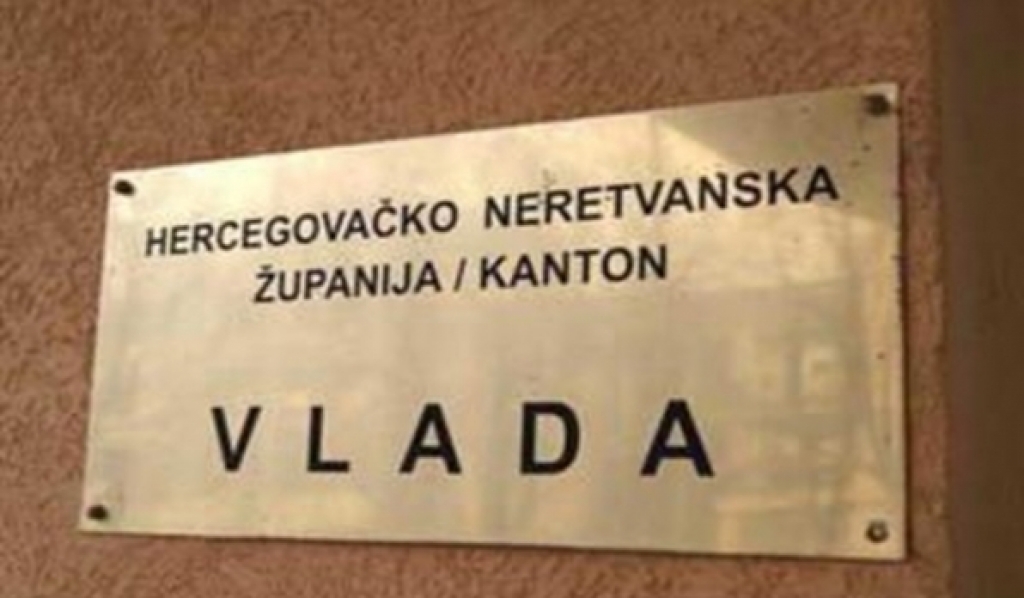 HERCEGOVAČKO NERETVANSKA
ŽUPANIJA / KANTON
VLADA